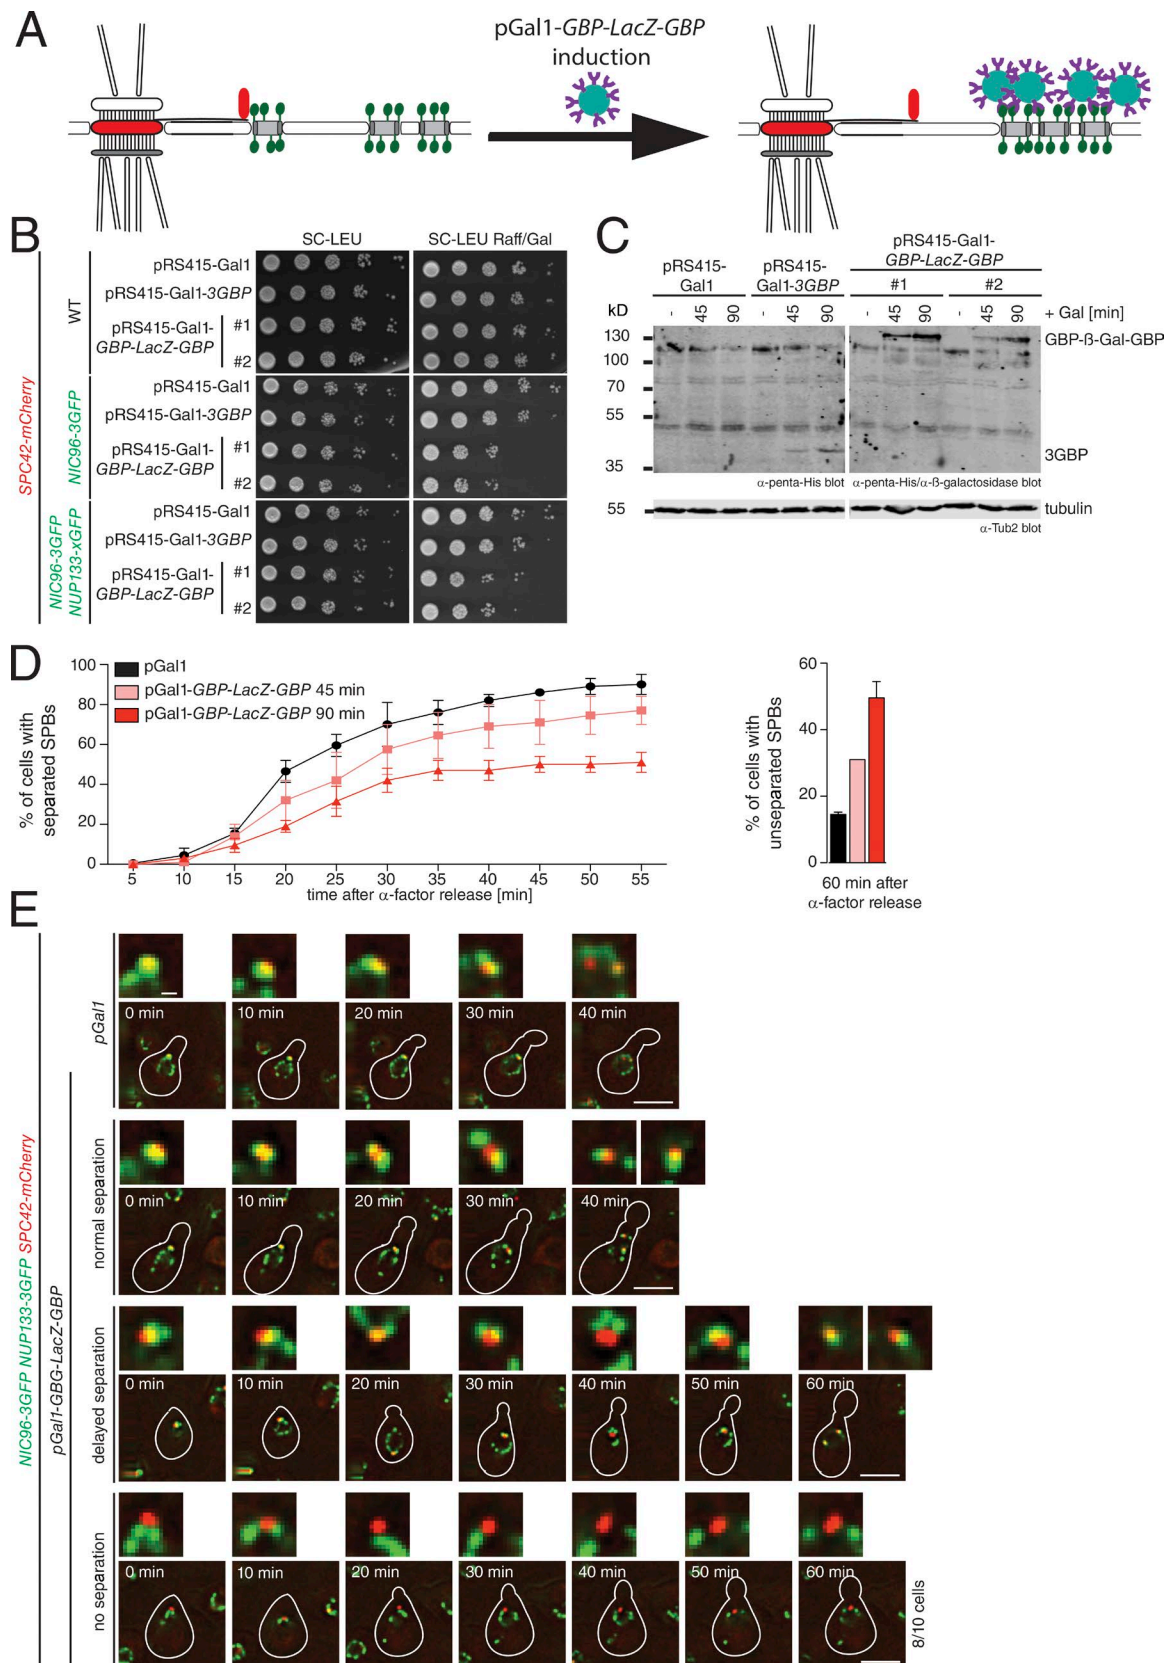 A
pGal1-GBP-LacZ-GBP
induction
B
SC-LEU
SC-LEU Raff/Gal
SPC42-mCherry
WT
pRS415-Gal1
pRS415-Gal1-3GBP
pRS415-Gal1-
GBP-LacZ-GBP
#1
#2
NIC96-3GFP
pRS415-Gal1
pRS415-Gal1-3GBP
pRS415-Gal1-
GBP-LacZ-GBP
#1
#2
NIC96-3GFP
NUP133-xGFP
pRS415-Gal1
pRS415-Gal1-3GBP
pRS415-Gal1-
GBP-LacZ-GBP
#1
#2
C
pRS415-
Gal1
pRS415-
Gal1-3GBP
pRS415-Gal1-
GBP-LacZ-GBP
#1
#2
kD
- 45 90 - 45 90 - 45 90 - 45 90 + Gal [min]
130
100
70
55
35
GBP-ß-Gal-GBP
3GBP
α-penta-His blot
α-penta-His/α-ß-galactosidase blot
55
tubulin
α-Tub2 blot
D
% of cells with
separated SPBs
100
80
60
40
20
0
pGal1
pGal1-GBP-LacZ-GBP 45 min
pGal1-GBP-LacZ-GBP 90 min
5 10 15 20 25 30 35 40 45 50 55
time after α-factor release [min]
% of cells with
unseparated SPBs
60
40
20
0
60 min after
α-factor release
E
NIC96-3GFP NUP133-3GFP SPC42-mCherry
pGal1
0 min
10 min
20 min
30 min
40 min
pGal1-GBG-LacZ-GBP
normal separation
0 min
10 min
20 min
30 min
40 min
delayed separation
0 min
10 min
20 min
30 min
40 min
50 min
60 min
no separation
0 min
10 min
20 min
30 min
40 min
50 min
60 min
8/10 cells